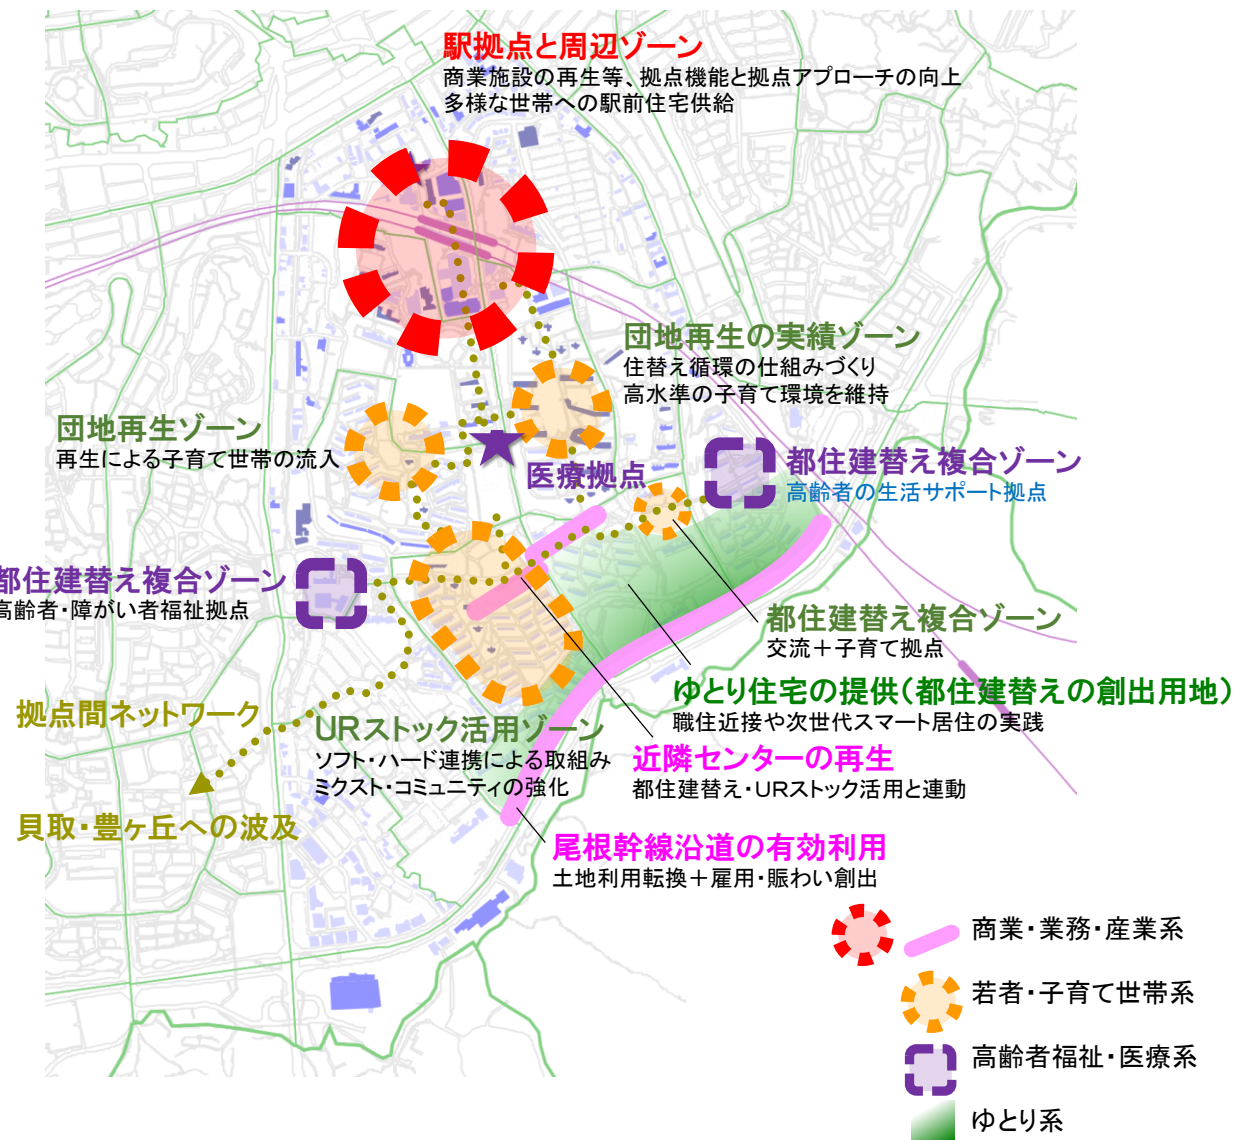 駅拠点と周辺ゾーン
商業施設の再生等、拠点機能と拠点アプローチの向上
多様な世帯への駅前住宅供給
団地再生の実績ゾーン
住替え循環の仕組みづくり
高水準の子育て環境を維持
団地再生ゾーン
再生による子育て世帯の流入
医療拠点
都住建替え複合ゾーン
高齢者の生活サポート拠点
都住建替え複合ゾーン
高齢者・障がい者福祉拠点
都住建替え複合ゾーン
交流＋子育て拠点
ゆとり住宅の提供(都住建替えの創出用地)
職住近接や次世代スマート居住の実践
拠点間ネットワーク
URストック活用ゾーン
ソフト・ハード連携による取組み
ミクスト・コミュニティの強化
近隣センターの再生
都住建替え・URストック活用と連動
貝取・豊ヶ丘への波及
尾根幹線沿道の有効利用
土地利用転換＋雇用・賑わい創出
商業・業務・産業系
若者・子育て世帯系
高齢者福祉・医療系
ゆとり系